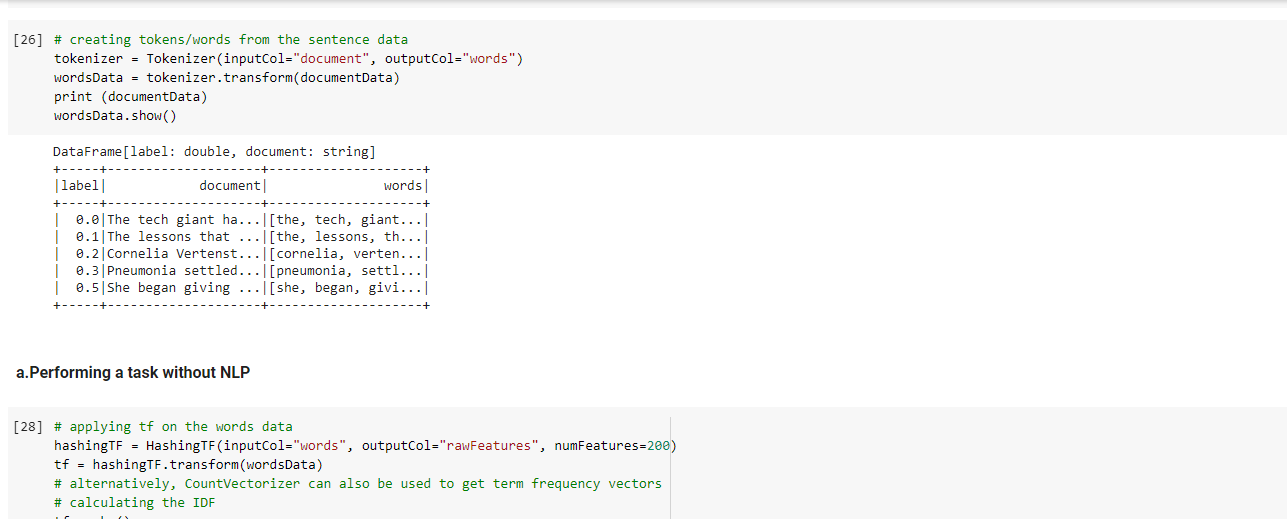 [26] # creating tokens/words from the sentence data
tokenizer = Tokenizer(inputCol="document", outputCol="words")
wordsData = tokenizer.transform(documentData)
print (documentData)
wordsData.show()
DataFrame[label: double, document: string]
+-----+--------------------+--------------------+
|label|            document|               words|
+-----+--------------------+--------------------+
|  0.0|The tech giant ha...|[the, tech, giant...|
|  0.1|The lessons that ...|[the, lessons, th...|
|  0.2|Cornelia Vertenst...|[cornelia, verten...|
|  0.3|Pneumonia settled...|[pneumonia, settl...|
|  0.5|She began giving ...|[she, began, givi...|
+-----+--------------------+--------------------+
a.Performing a task without NLP
[28] # applying tf on the words data
hashingTF = HashingTF(inputCol="words", outputCol="rawFeatures", numFeatures=200)
tf = hashingTF.transform(wordsData)
# alternatively, CountVectorizer can also be used to get term frequency vectors
# calculating the IDF